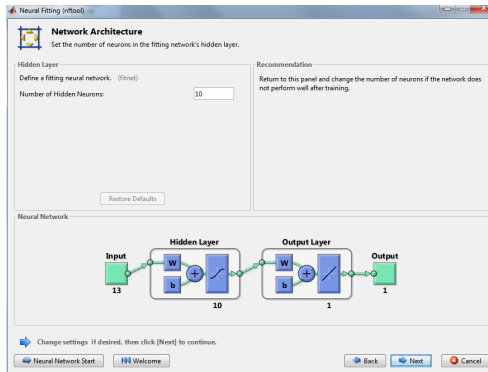 Neural Fitting (nftool)
Network Architecture
Set the number of neurons in the fitting network's hidden layer.
Hidden Layer
Define a fitting neural network. (fitnet)
Number of Hidden Neurons: 10
Restore Defaults
Recommendation
Return to this panel and change the number of neurons if the network does
not perform well after training.
Neural Network
Hidden Layer
Output Layer
Input
Output
W
b
W
b
13
10
1
1
Change settings if desired, then click [Next] to continue.
Neural Network Start
Welcome
Back
Next
Cancel